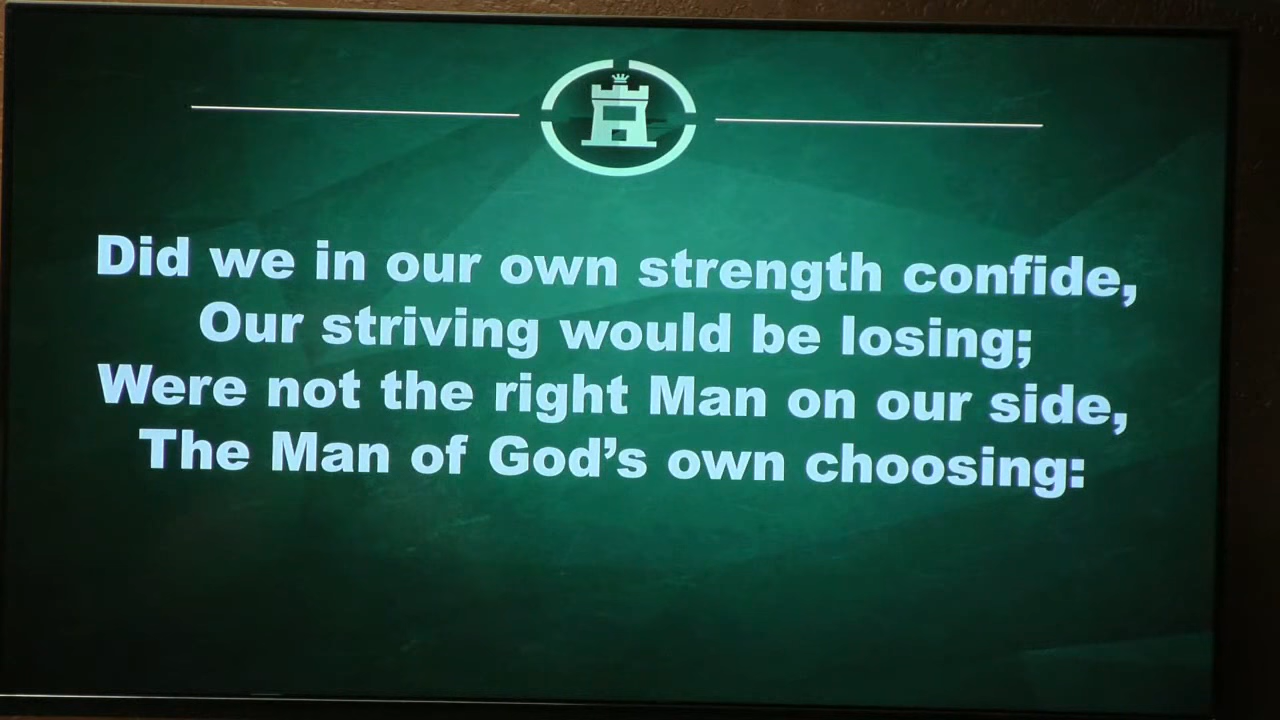 Did we in our own strength confide,
Our striving would be losing;
Were not the right Man on our side,
The Man of God’s own choosing: